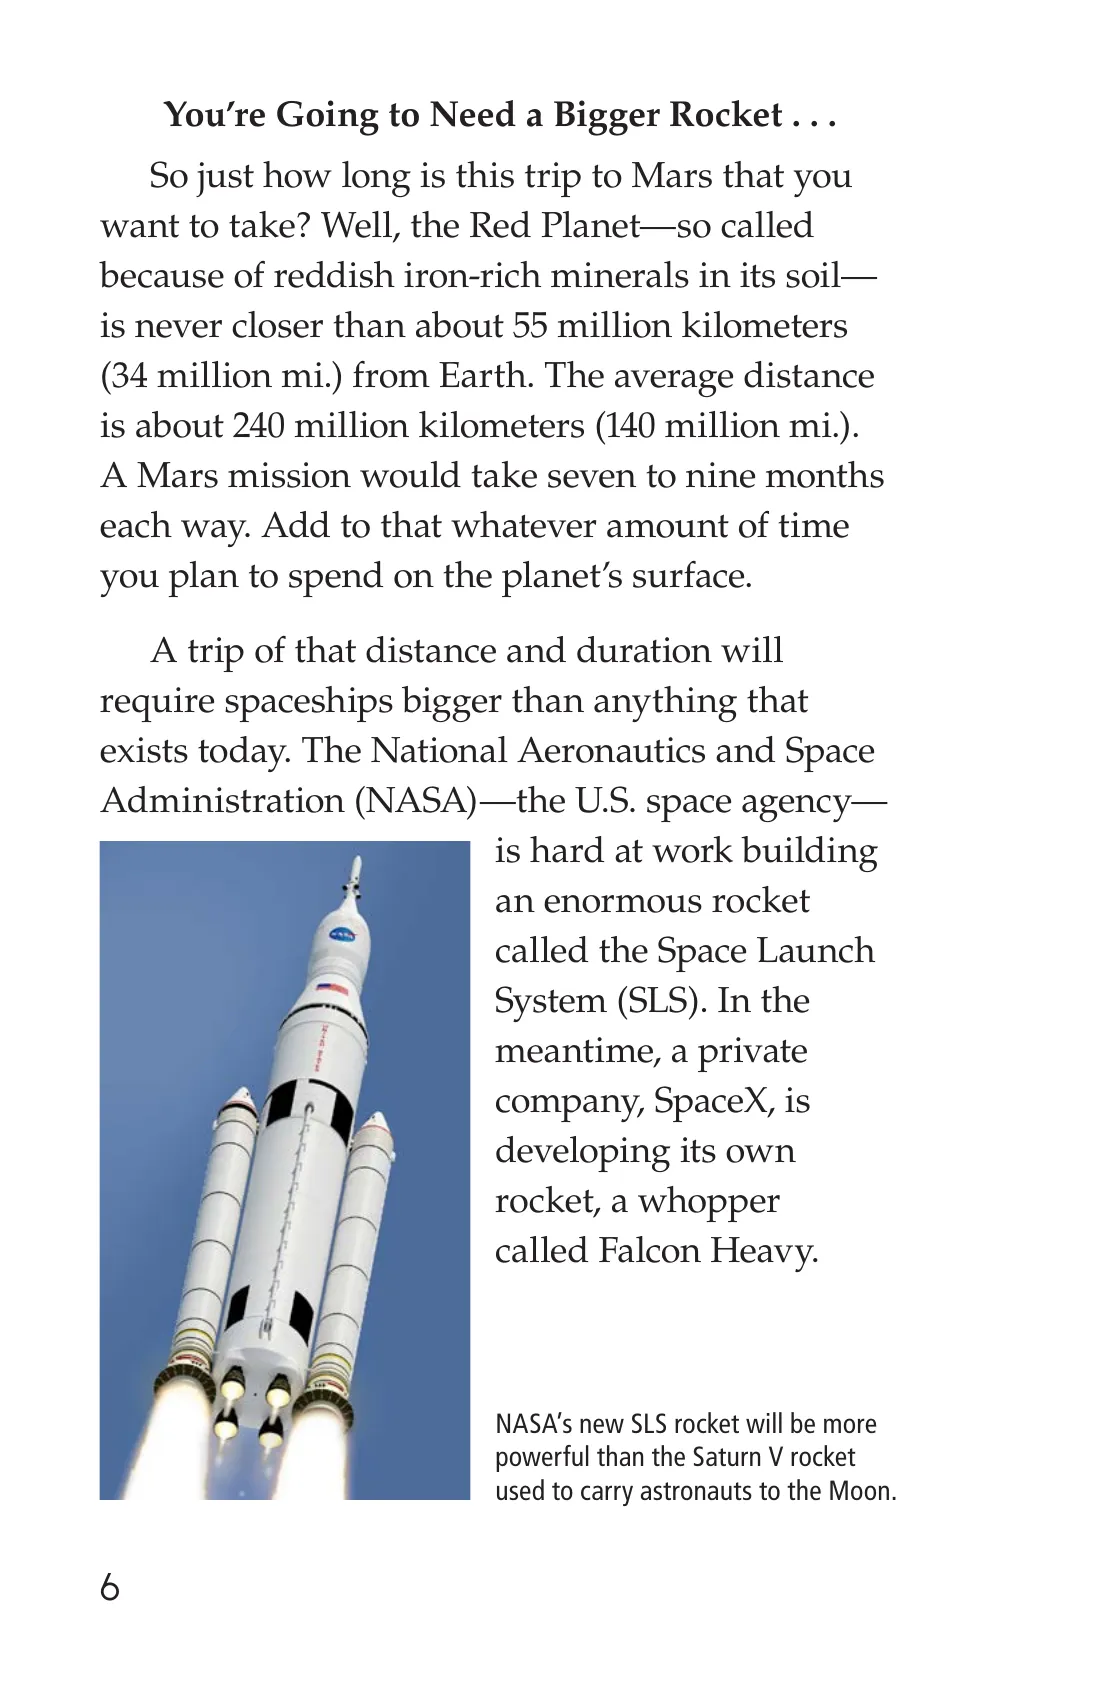 You’re Going to Need a Bigger Rocket . . .
So just how long is this trip to Mars that you
want to take? Well, the Red Planet—so called
because of reddish iron-rich minerals in its soil—
is never closer than about 55 million kilometers
(34 million mi.) from Earth. The average distance
is about 240 million kilometers (140 million mi.).
A Mars mission would take seven to nine months
each way. Add to that whatever amount of time
you plan to spend on the planet’s surface.
A trip of that distance and duration will
require spaceships bigger than anything that
exists today. The National Aeronautics and Space
Administration (NASA)—the U.S. space agency—
is hard at work building
an enormous rocket
called the Space Launch
System (SLS). In the
meantime, a private
company, SpaceX, is
developing its own
rocket, a whopper
called Falcon Heavy.
NASA
NASA’s new SLS rocket will be more
powerful than the Saturn V rocket
used to carry astronauts to the Moon.
6